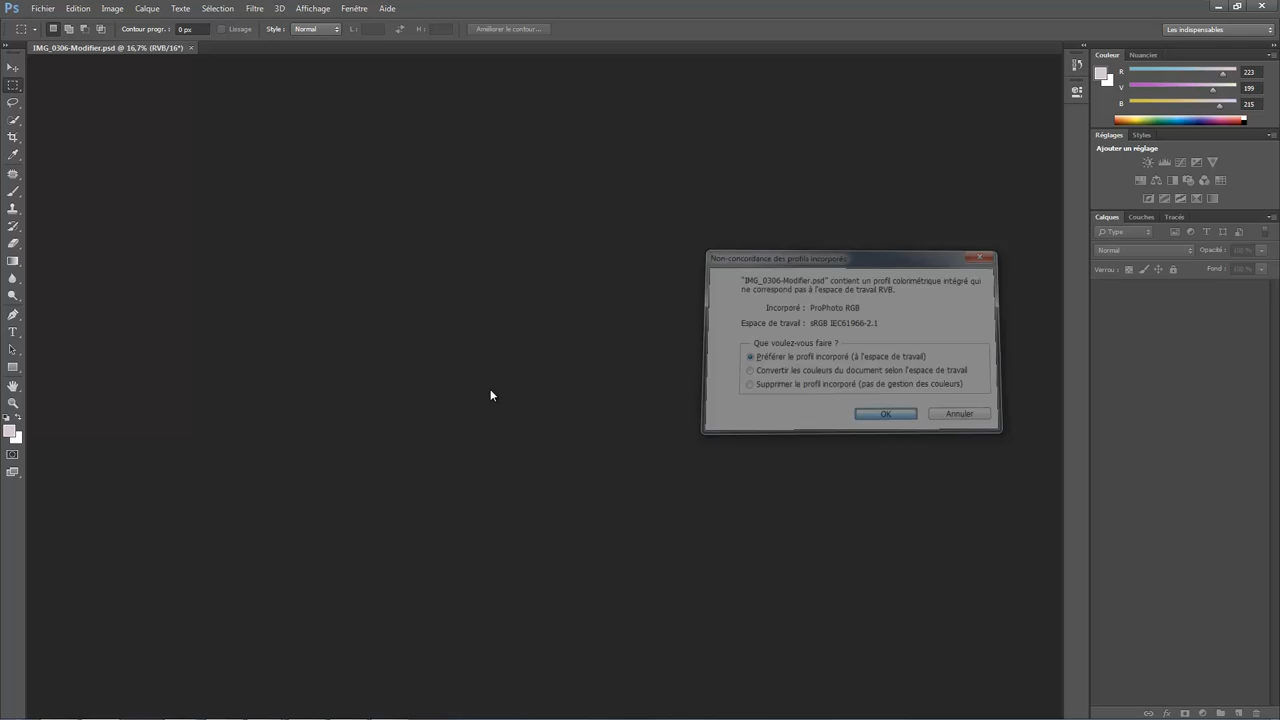 Ps Fichier Edition Image Calque Texte Sélection Filtre 3D Affichage Fenêtre Aide
Contour progr. : 0 px Lissage Style : Normal L : H : Améliorer le contour... Les indispensables
IMG_0306-Modifier.psd @ 16,7% (RVB/16*) ×
Couleur Nuancier
R 223
V 199
B 215
Réglages Styles
Ajouter un réglage
Calques Couches Tracés
Type
Normal Opacité : 100 %
Verrou : Fond : 100 %
Non-concordance des profils incorporés
"IMG_0306-Modifier.psd" contient un profil colorimétrique intégré qui
ne correspond pas à l'espace de travail RVB.
Incorporé : ProPhoto RGB
Espace de travail : sRGB IEC61966-2.1
Que voulez-vous faire ?
Préférer le profil incorporé (à l'espace de travail)
Convertir les couleurs du document selon l'espace de travail
Supprimer le profil incorporé (pas de gestion des couleurs)
OK Annuler
fx